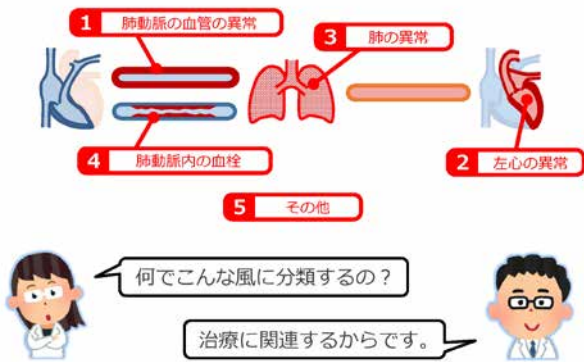 1 肺動脈の血管の異常
3 肺の異常
4 肺動脈内の血栓
2 左心の異常
5 その他
何でこんな風に分類するの？
治療に関連するからです。